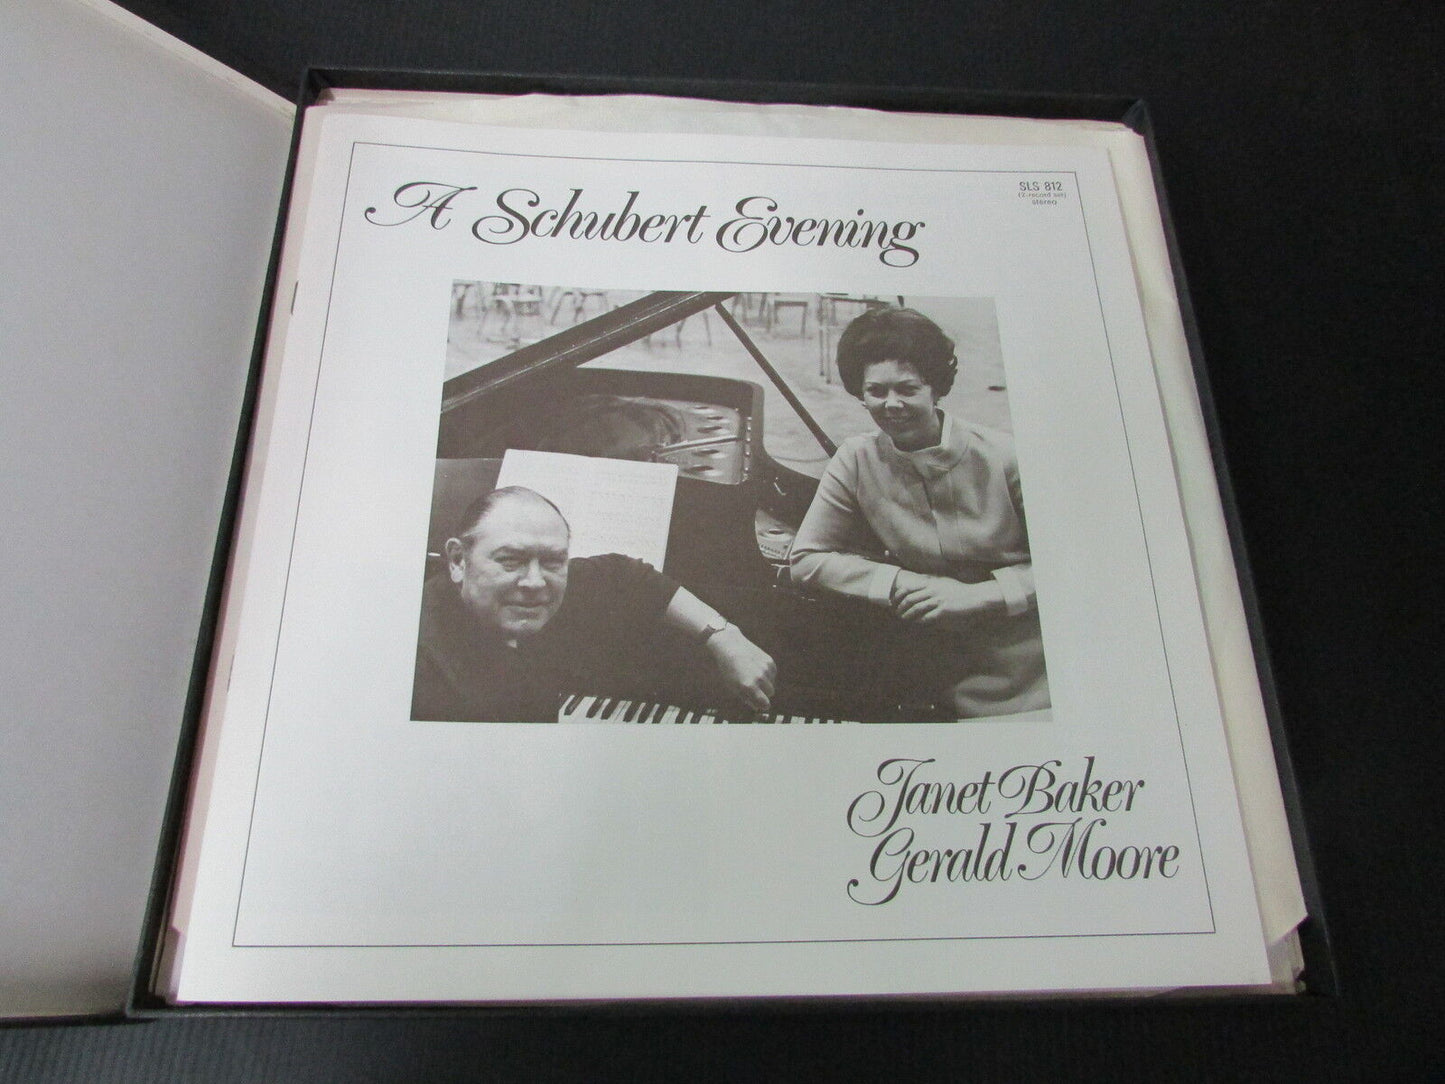 A Schubert Evening
SLS 812
(2-record set)
stereo
Janet Baker
Gerald Moore